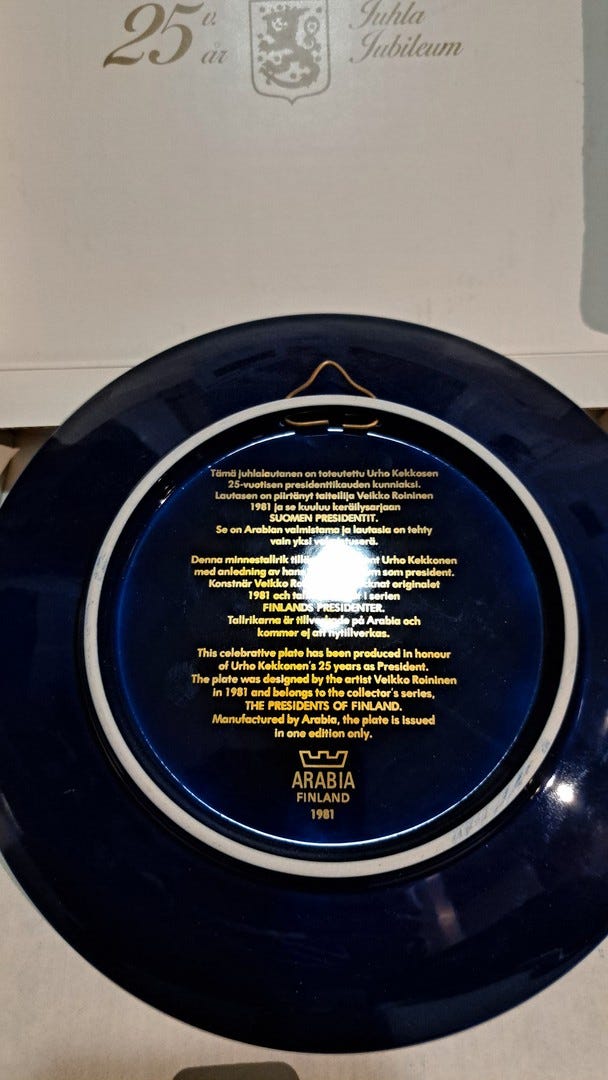 25 v. år
Juhla
Jubileum
Tämä juhlalautanen on toteutettu Urho Kekkosen
25-vuotisen presidenttikauden kunniaksi.
Lautasen on piirtänyt taiteilija Veikko Roininen
1981 ja se kuuluu keräilysarjaan
SUOMEN PRESIDENTIT.
Se on Arabian valmistama ja lautasia on tehty
vain yksi
Denna minnestallrik Urho Kekkonen
med anledning av som president.
Konstnär Veikko originalet
1981 och i serien
FINLANDS PRESIDENTER.
Tallrikarna är på Arabia och
kommer ej att nytillverkas.
This celebrative plate has been produced in honour
of Urho Kekkonen's 25 years as President.
The plate was designed by the artist Veikko Roininen
in 1981 and belongs to the collector's series,
THE PRESIDENTS OF FINLAND.
Manufactured by Arabia, the plate is issued
in one edition only.
ARABIA
FINLAND
1981